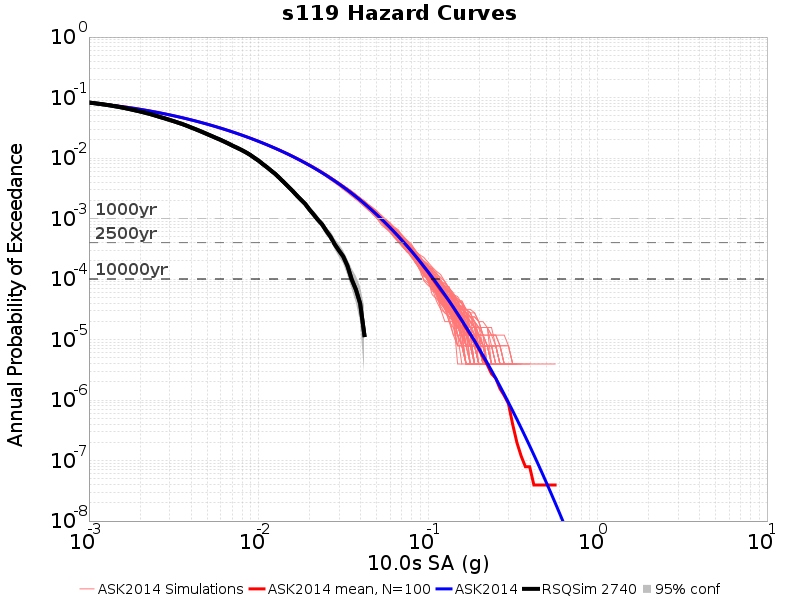 s119 Hazard Curves
Annual Probability of Exceedance
10^0
10^-1
10^-2
10^-3
10^-4
10^-5
10^-6
10^-7
10^-8
1000yr
2500yr
10000yr
10^-3 10^-2 10^-1 10^0 10^1
10.0s SA (g)
ASK2014 Simulations ASK2014 mean, N=100 ASK2014 RSQSim 2740 95% conf